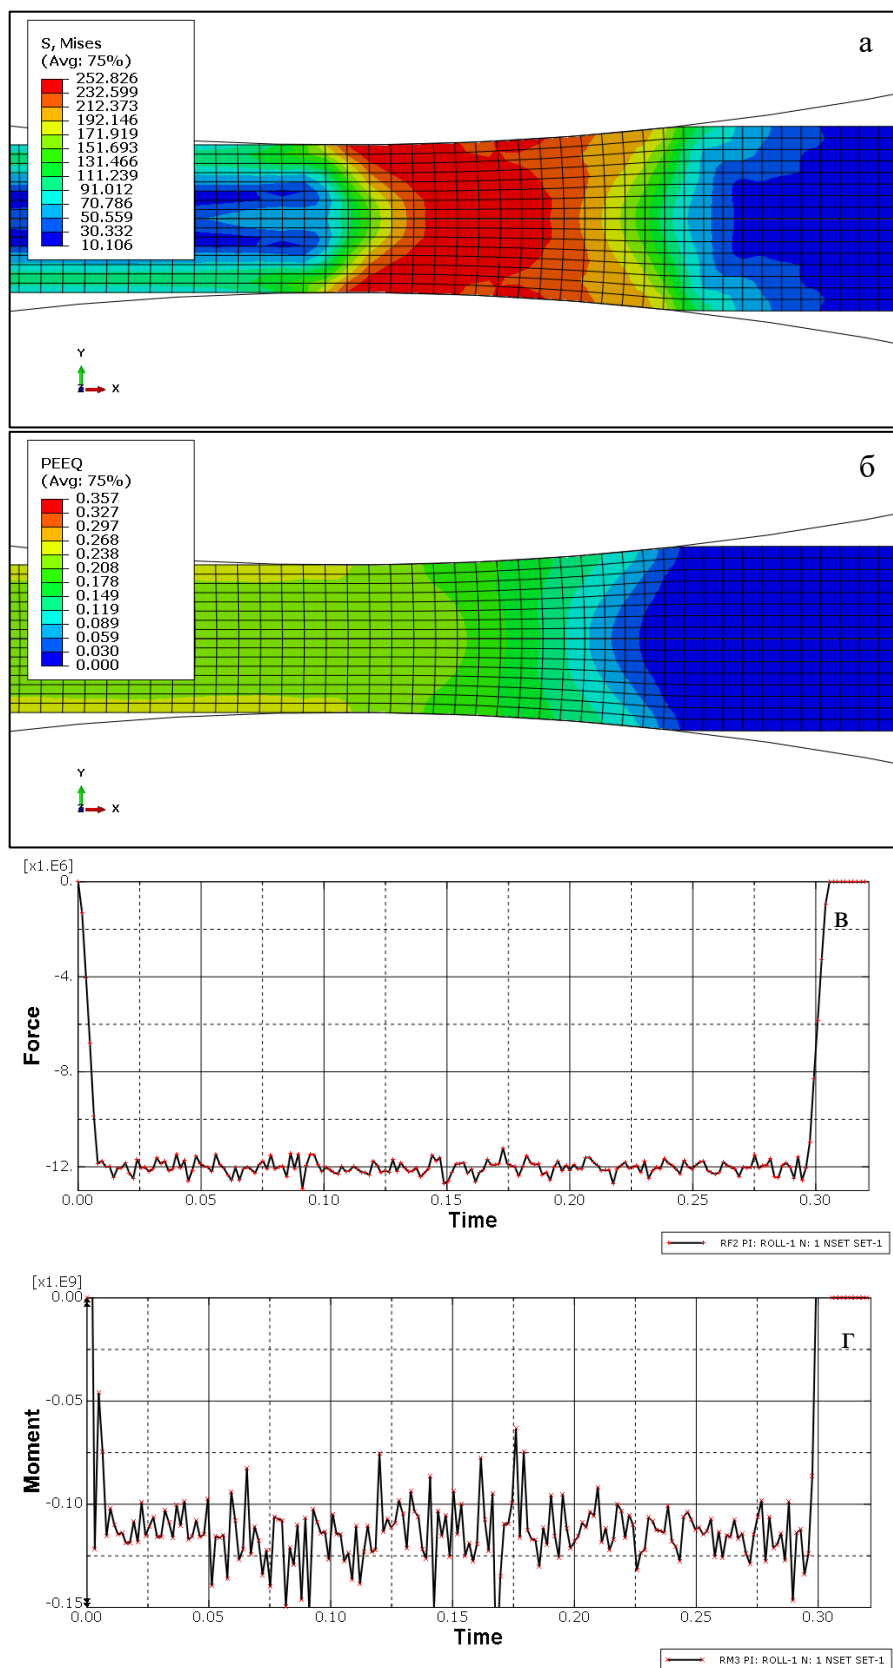 S, Mises
(Avg: 75%)
252.826
232.599
212.373
192.146
171.919
151.693
131.466
111.239
91.012
70.786
50.559
30.332
10.106
а
Y
Z X
PEEQ
(Avg: 75%)
0.357
0.327
0.297
0.268
0.238
0.208
0.178
0.149
0.119
0.089
0.059
0.030
0.000
б
Y
Z X
[x1.E6]
0.
-4.
-8.
-12.
Force
в
0.00 0.05 0.10 0.15 0.20 0.25 0.30
Time
RF2 PI: ROLL-1 N: 1 NSET SET-1
[x1.E9]
0.00
-0.05
-0.10
-0.15
Moment
г
0.00 0.05 0.10 0.15 0.20 0.25 0.30
Time
RM3 PI: ROLL-1 N: 1 NSET SET-1